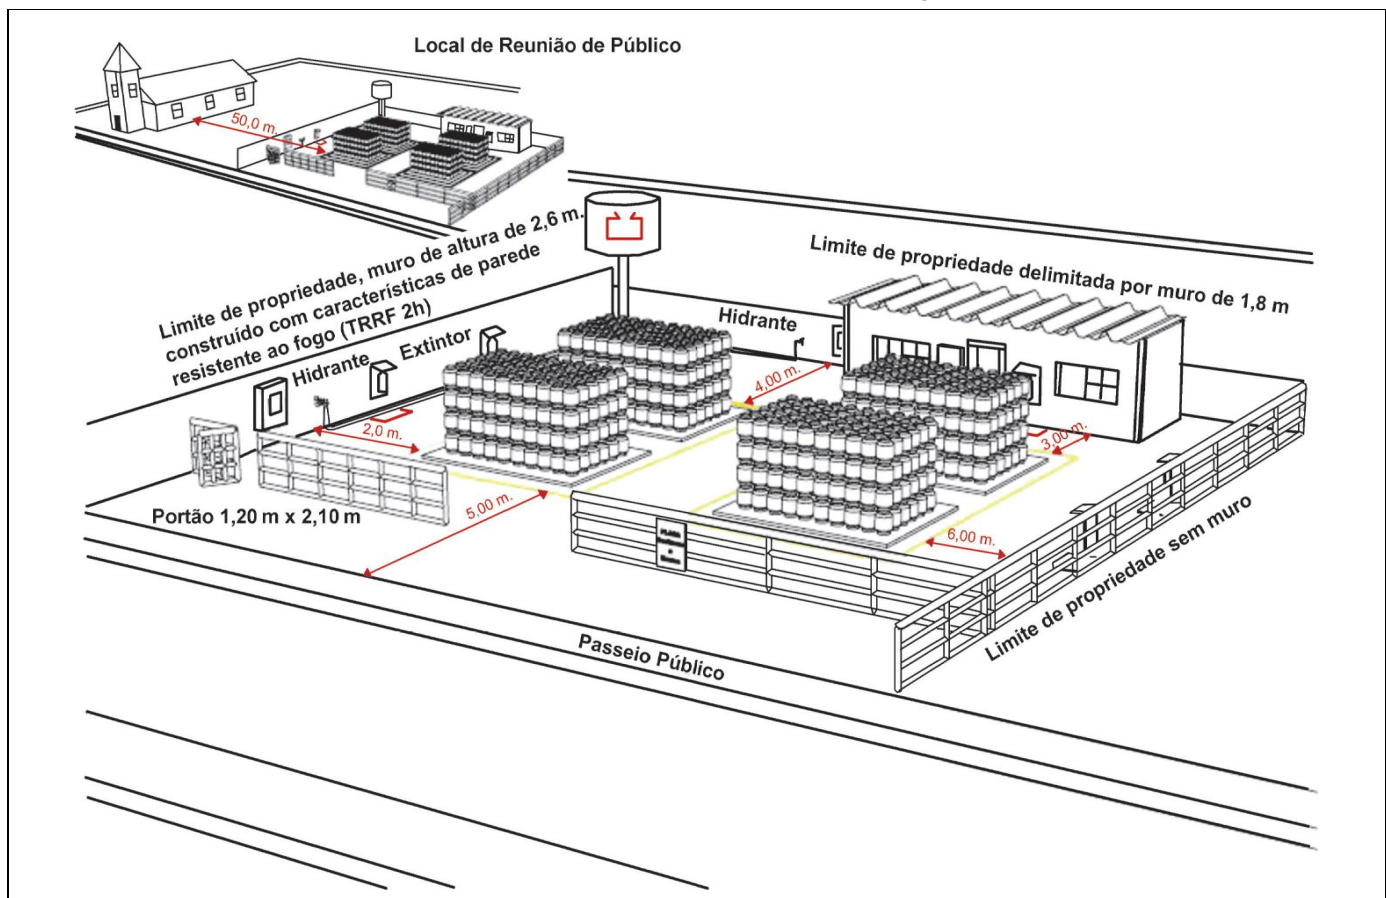 Local de Reunião de Público
50,0 m.
Limite de propriedade, muro de altura de 2,6 m.
construído com características de parede
resistente ao fogo (TRRF 2h)
Limite de propriedade delimitada por muro de 1,8 m
Hidrante
Extintor
Hidrante
4,00 m.
2,0 m.
3,00 m.
5,00 m.
Portão 1,20 m x 2,10 m
6,00 m.
PLACA
Limite de propriedade sem muro
Passeio Público